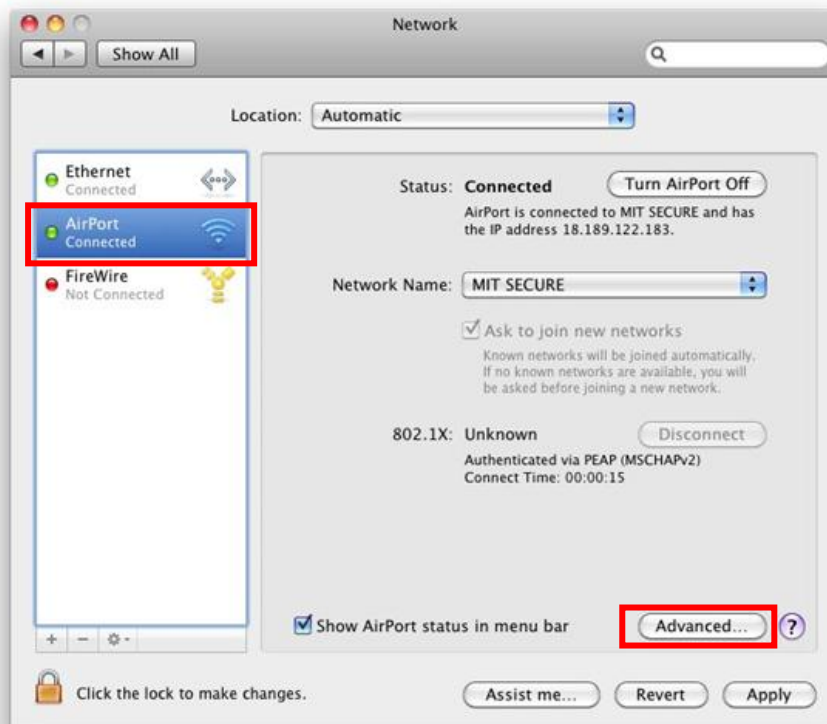 Network
Show All
Location: Automatic
Ethernet
Connected
AirPort
Connected
FireWire
Not Connected
Status: Connected Turn AirPort Off
AirPort is connected to MIT SECURE and has
the IP address 18.189.122.183.
Network Name: MIT SECURE
Ask to join new networks
Known networks will be joined automatically.
If no known networks are available, you will
be asked before joining a new network.
802.1X: Unknown Disconnect
Authenticated via PEAP (MSCHAPv2)
Connect Time: 00:00:15
Show AirPort status in menu bar Advanced... ?
Click the lock to make changes. Assist me... Revert Apply